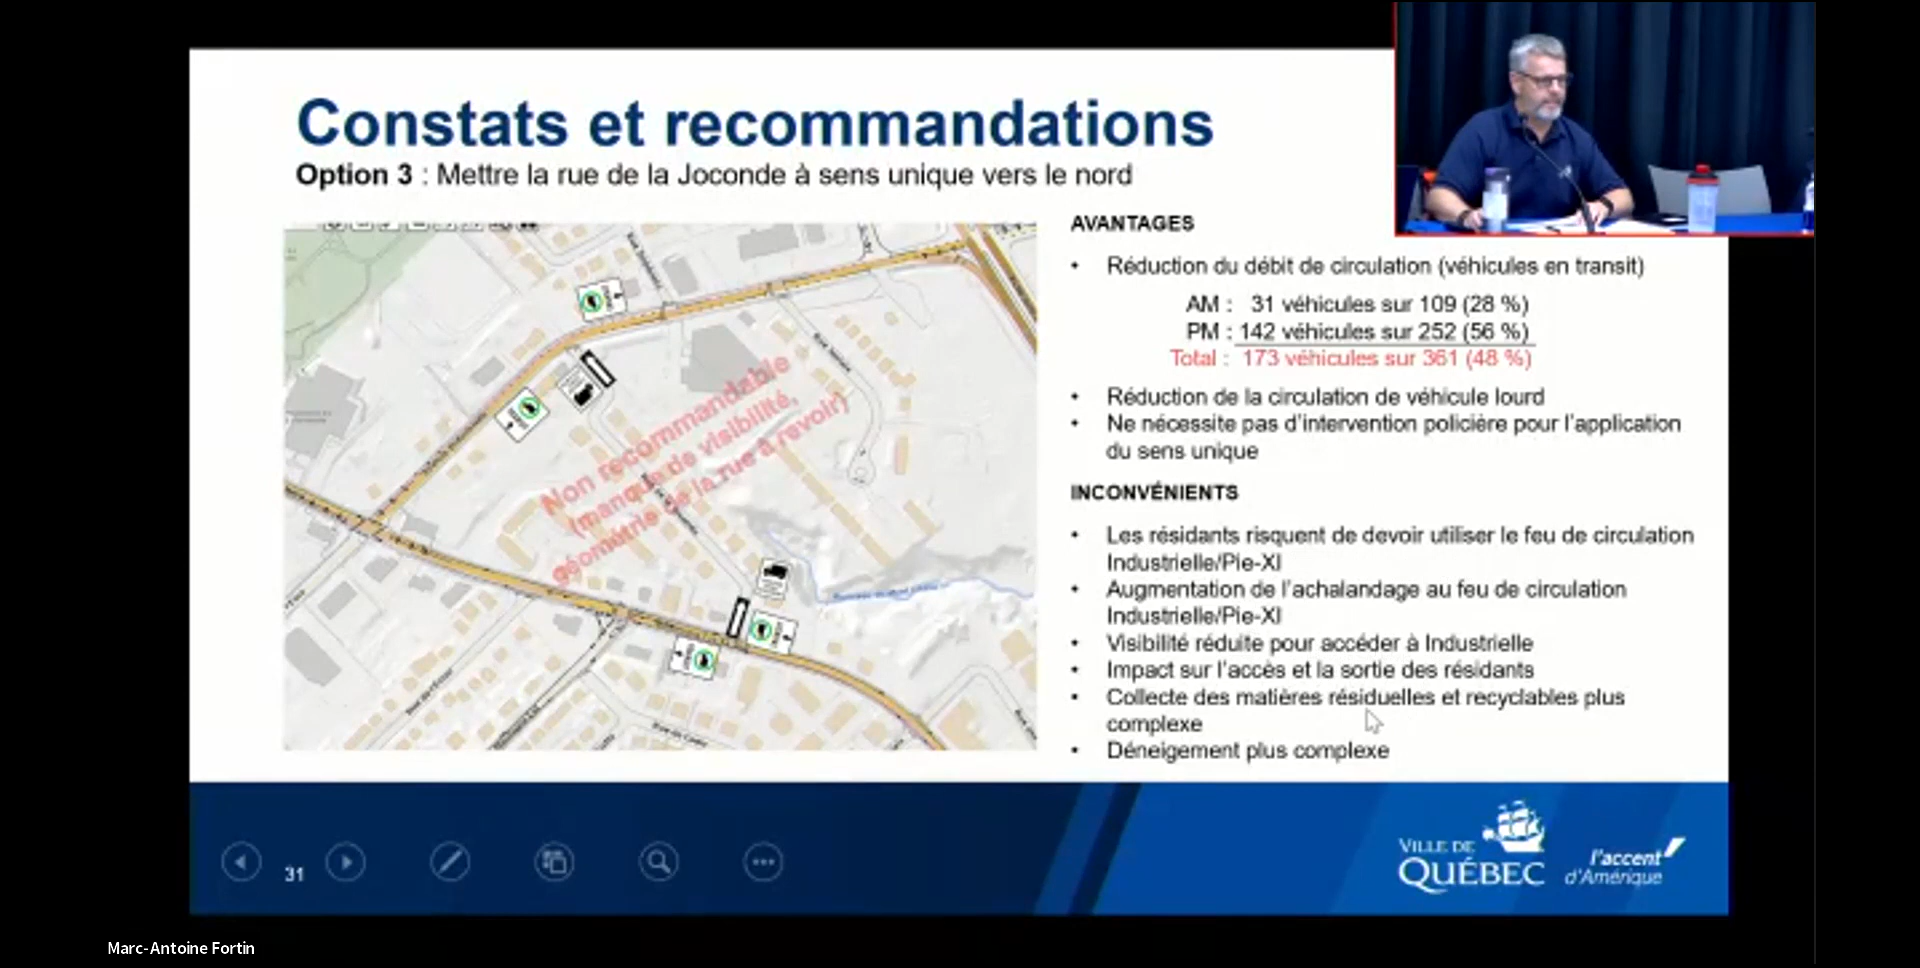 Constats et recommandations
Option 3 : Mettre la rue de la Joconde à sens unique vers le nord
AVANTAGES
• Réduction du débit de circulation (véhicules en transit)
AM : 31 véhicules sur 109 (28 %)
PM : 142 véhicules sur 252 (56 %)
Total : 173 véhicules sur 361 (48 %)
• Réduction de la circulation de véhicule lourd
• Ne nécessite pas d'intervention policière pour l'application
du sens unique
INCONVÉNIENTS
• Les résidants risquent de devoir utiliser le feu de circulation
Industrielle/Pie-XI
• Augmentation de l'achalandage au feu de circulation
Industrielle/Pie-XI
• Visibilité réduite pour accéder à Industrielle
• Impact sur l'accès et la sortie des résidants
• Collecte des matières résiduelles et recyclables plus
complexe
• Déneigement plus complexe
Non recommandable
(manque de visibilité,
géométrie de la rue à revoir)
31
VILLE DE
QUÉBEC
l'accent
d'Amérique
Marc-Antoine Fortin